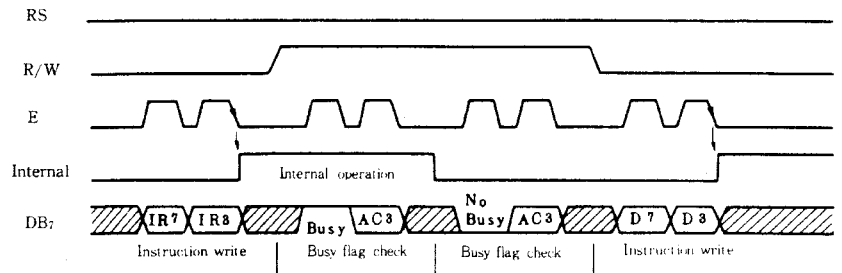 RS
R/W
E
Internal
Internal operation
DB7
IR7
IR8
Busy
AC3
No
Busy
AC3
D7
D3
Instruction write
Busy flag check
Busy flag check
Instruction write